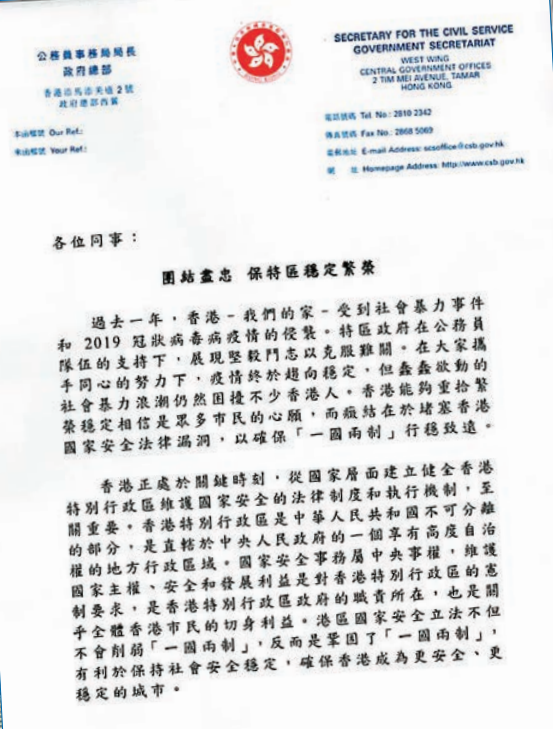 公務員事務局局長
政府總部
香港添馬添美道 2 號
政府總部西翼
本函檔號 Our Ref.:
來函檔號 Your Ref.:
SECRETARY FOR THE CIVIL SERVICE
GOVERNMENT SECRETARIAT
WEST WING
CENTRAL GOVERNMENT OFFICES
2 TIM MEI AVENUE, TAMAR
HONG KONG
電話號碼 Tel. No.: 2810 2342
傳真號碼 Fax No.: 2868 5069
電郵地址 E-mail Address: scsoffice@csb.gov.hk
網 址 Homepage Address: http://www.csb.gov.hk
各位同事：
團結盡忠 保特區穩定繁榮
過去一年，香港－我們的家－受到社會暴力事件
和 2019 冠狀病毒病疫情的侵襲。特區政府在公務員
隊伍的支持下，展現堅毅鬥志以克服難關。在大家攜
手同心的努力下，疫情終於趨向穩定，但蠢蠢欲動的
社會暴力浪潮仍然困擾不少香港人。香港能夠重拾繁
榮穩定相信是眾多市民的心願，而癥結在於堵塞香港
國家安全法律漏洞，以確保「一國兩制」行穩致遠。
香港正處於關鍵時刻，從國家層面建立健全香港
特別行政區維護國家安全的法律制度和執行機制，至
關重要。香港特別行政區是中華人民共和國不可分離
的部分，是直轄於中央人民政府的一個享有高度自治
權的地方行政區域。國家安全事務屬中央事權，維護
國家主權、安全和發展利益是對香港特別行政區的憲
制要求，是香港特別行政區政府的職責所在，也是關
乎全體香港市民的切身利益。港區國家安全立法不但
不會削弱「一國兩制」，反而是鞏固了「一國兩制」，
有利於保持社會安全穩定，確保香港成為更安全、更
穩定的城市。